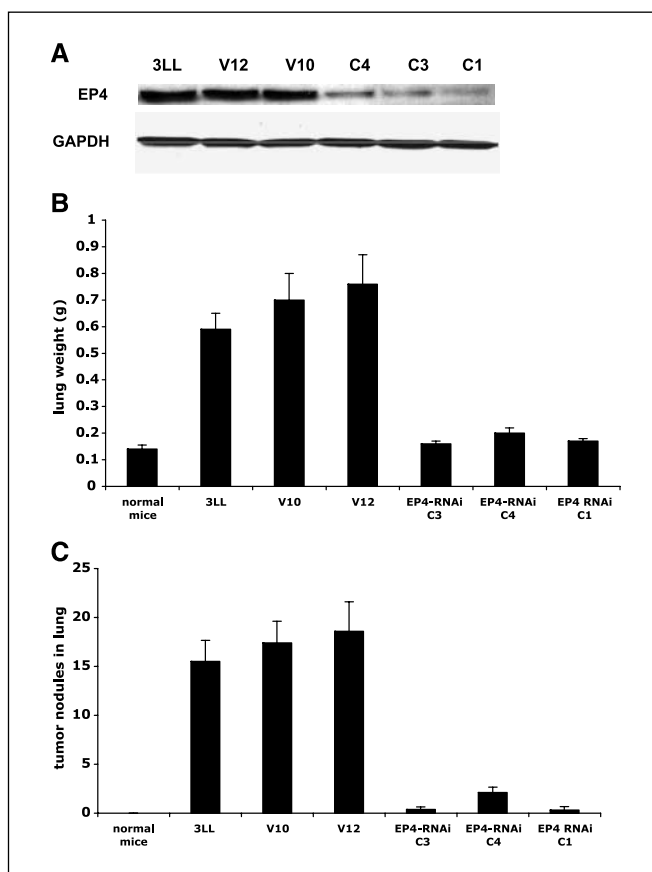 A
3LL V12 V10 C4 C3 C1
EP4
GAPDH
B
lung weight (g)
1
0.9
0.8
0.7
0.6
0.5
0.4
0.3
0.2
0.1
0
normal mice 3LL V10 V12 EP4-RNAi C3 EP4-RNAi C4 EP4 RNAi C1
C
tumor nodules in lung
25
20
15
10
5
0
normal mice 3LL V10 V12 EP4-RNAi C3 EP4-RNAi C4 EP4 RNAi C1